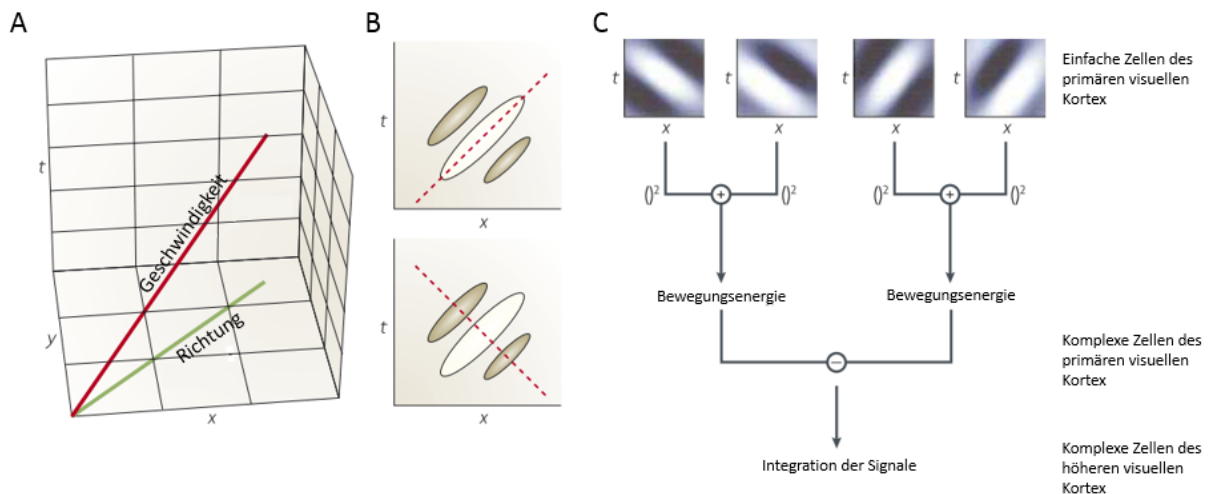 A
t
Geschwindigkeit
Richtung
y
x
B
t
x
t
x
C
t
x
t
x
t
x
t
x
Einfache Zellen des
primären visuellen
Kortex
()²
+
()²
()²
+
()²
Bewegungsenergie
Bewegungsenergie
−
Komplexe Zellen des
primären visuellen
Kortex
Integration der Signale
Komplexe Zellen des
höheren visuellen
Kortex